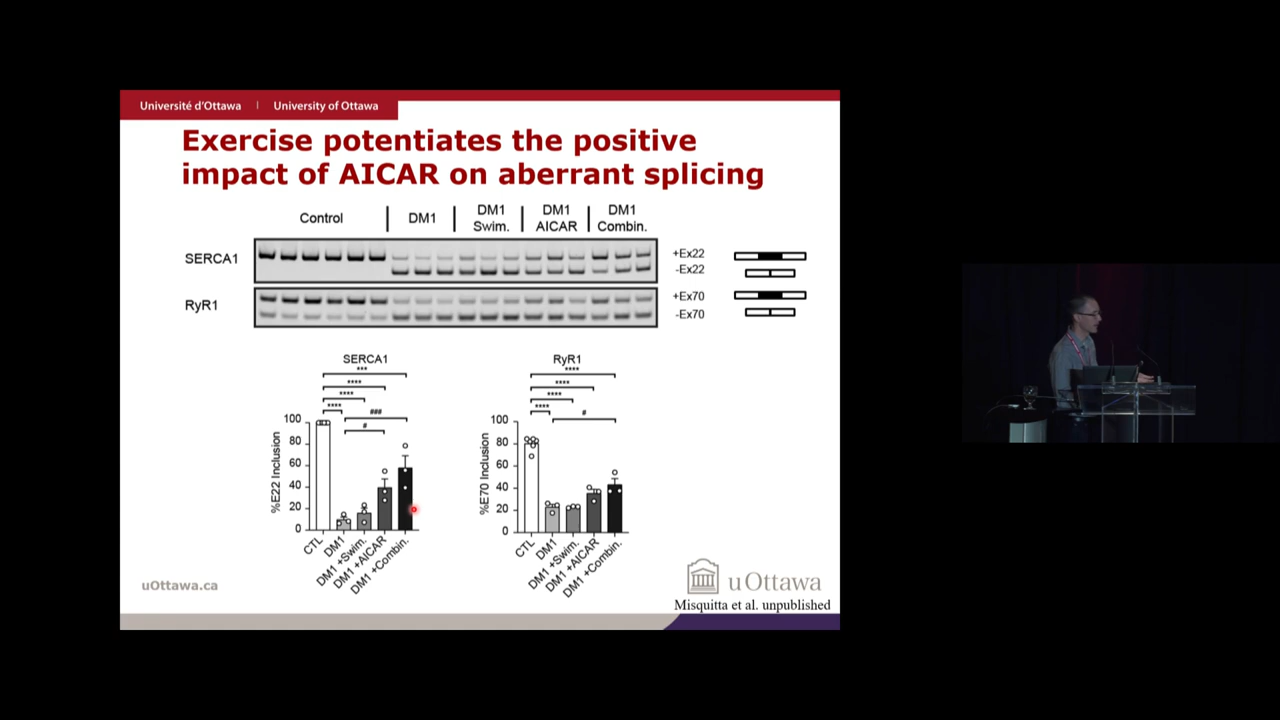 Université d'Ottawa | University of Ottawa
Exercise potentiates the positive
impact of AICAR on aberrant splicing
Control | DM1 | DM1 Swim. | DM1 AICAR | DM1 Combin.
SERCA1
+Ex22
-Ex22
RyR1
+Ex70
-Ex70
SERCA1
***
****
****
****
###
#
%E22 Inclusion
100
80
60
40
20
0
CTL
DM1
DM1 +Swim.
DM1 +AICAR
DM1 +Combin.
RyR1
****
****
****
****
#
%E70 Inclusion
100
80
60
40
20
0
CTL
DM1
DM1 +Swim.
DM1 +AICAR
DM1 +Combin.
uOttawa.ca
uOttawa
Misquitta et al. unpublished